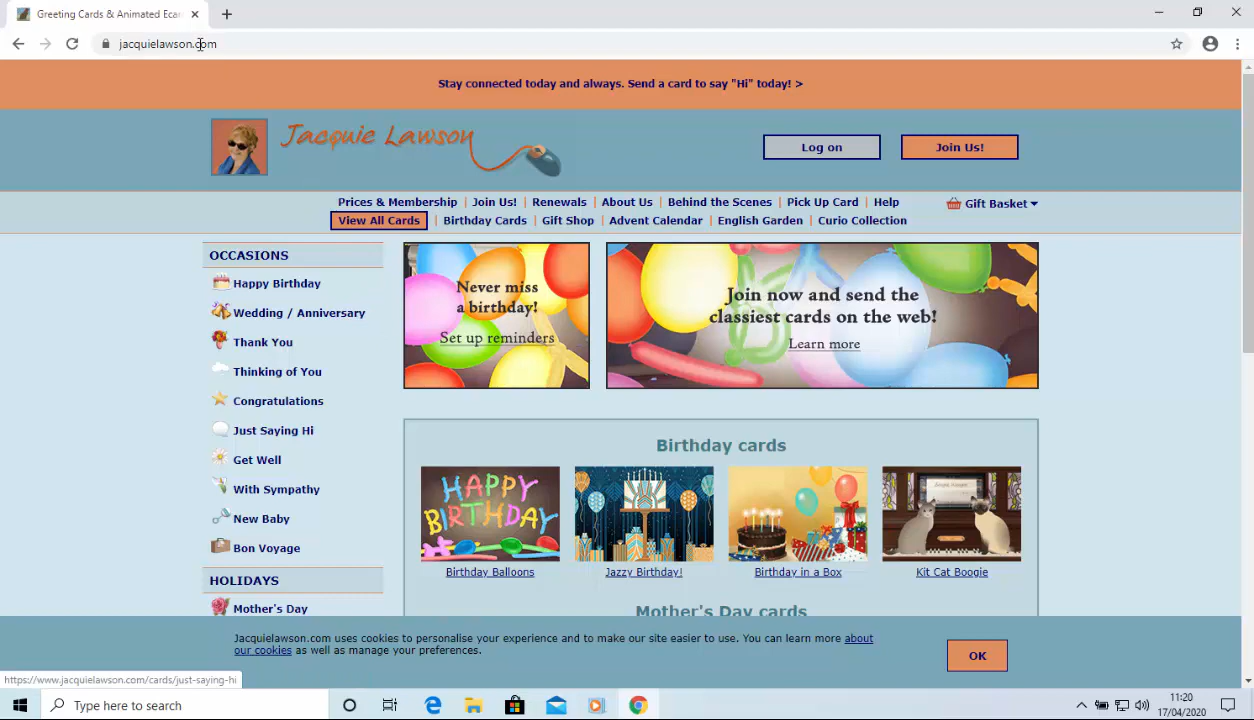 Greeting Cards & Animated Ecar
jacquielawson.com
Stay connected today and always. Send a card to say "Hi" today! >
Jacquie Lawson
Log on
Join Us!
Prices & Membership | Join Us! | Renewals | About Us | Behind the Scenes | Pick Up Card | Help
Gift Basket
View All Cards | Birthday Cards | Gift Shop | Advent Calendar | English Garden | Curio Collection
OCCASIONS
Happy Birthday
Wedding / Anniversary
Thank You
Thinking of You
Congratulations
Just Saying Hi
Get Well
With Sympathy
New Baby
Bon Voyage
HOLIDAYS
Mother's Day
Never miss
a birthday!
Set up reminders
Join now and send the
classiest cards on the web!
Learn more
Birthday cards
HAPPY
BIRTHDAY
Birthday Balloons
Jazzy Birthday!
Birthday in a Box
Kit Cat Boogie
Mother's Day cards
Jacquielawson.com uses cookies to personalise your experience and to make our site easier to use. You can learn more about
our cookies as well as manage your preferences.
OK
https://www.jacquielawson.com/cards/just-saying-hi
Type here to search
11:20
17/04/2020